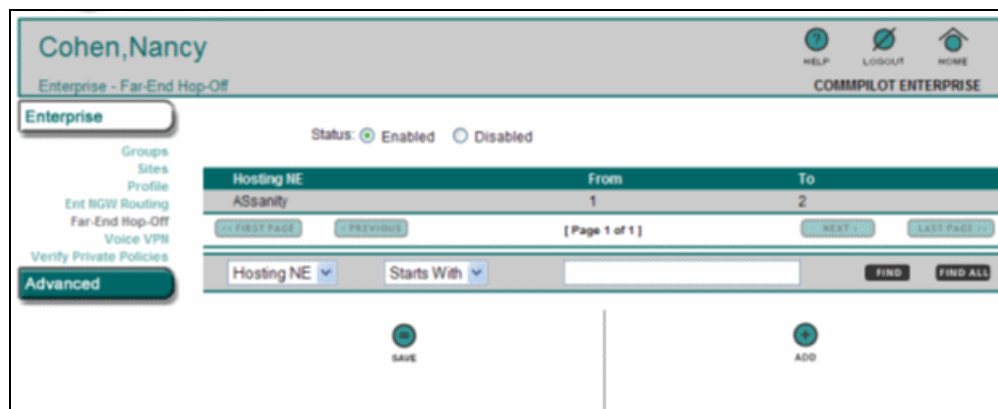 Cohen,Nancy
HELP LOGOUT HOME
Enterprise - Far-End Hop-Off
COMMPILOT ENTERPRISE
Enterprise
Groups
Sites
Profile
Ent NGW Routing
Far-End Hop-Off
Voice VPN
Verify Private Policies
Advanced
Status: Enabled Disabled
Hosting NE From To
ASsanity 1 2
<< FIRST PAGE < PREVIOUS [ Page 1 of 1 ] NEXT > LAST PAGE >>
Hosting NE Starts With FIND FIND ALL
SAVE ADD